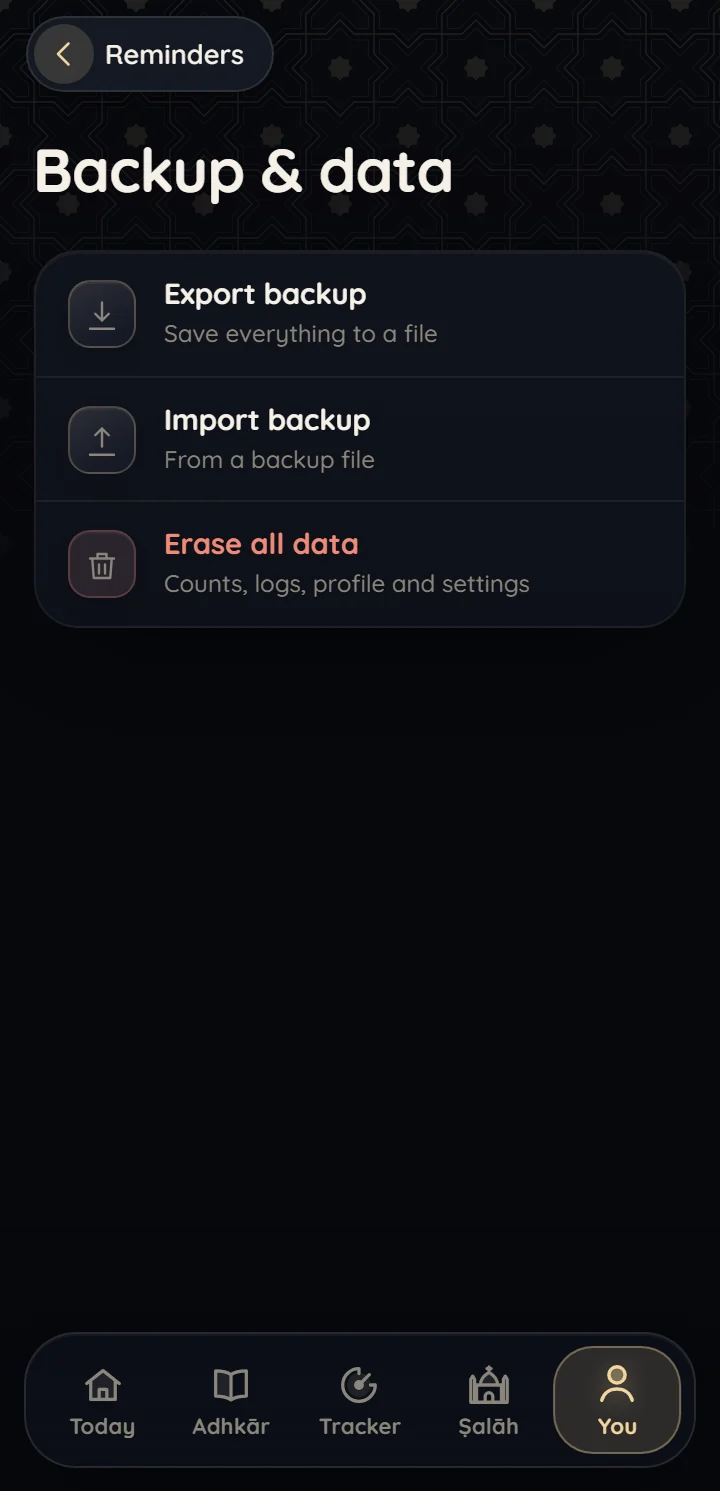 Reminders
Backup & data
Export backup
Save everything to a file
Import backup
From a backup file
Erase all data
Counts, logs, profile and settings
Today
Adhkār
Tracker
Ṣalāh
You